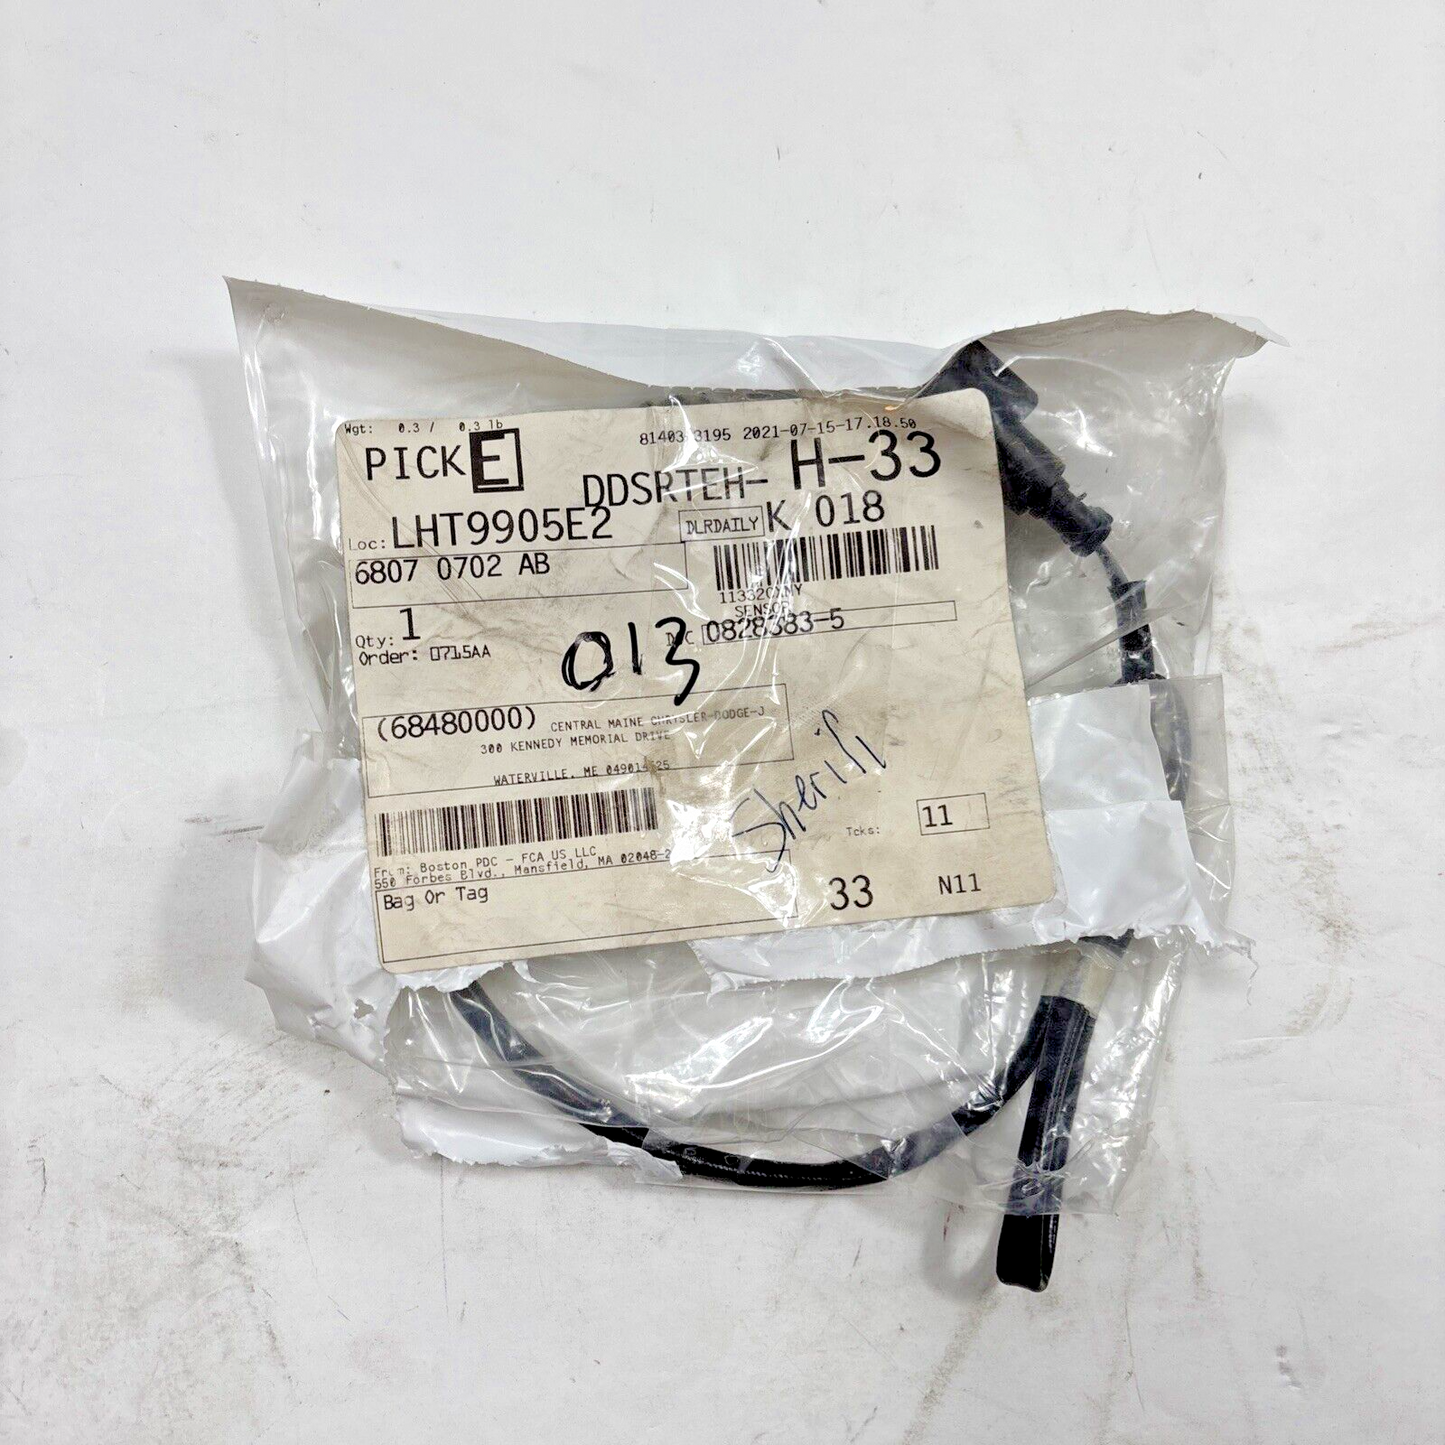 Wgt: 0.3 / 0.3 lb
2021-07-15-17.18.50
PICK E
DDSRTEH- H-33
Loc: LHT9905E2 DLRDAILY K 018
6807 0702 AB
SENSOR
Qty: 1
0828383-5
Order: 0715AA
013
(68480000) CENTRAL MAINE CHRYSLER-DODGE-J
300 KENNEDY MEMORIAL DRIVE
WATERVILLE, ME
Sheriff
Tcks: 11
From: Boston PDC - FCA US LLC
550 Forbes Blvd., Mansfield, MA 02048-2
Bag Or Tag
33 N11